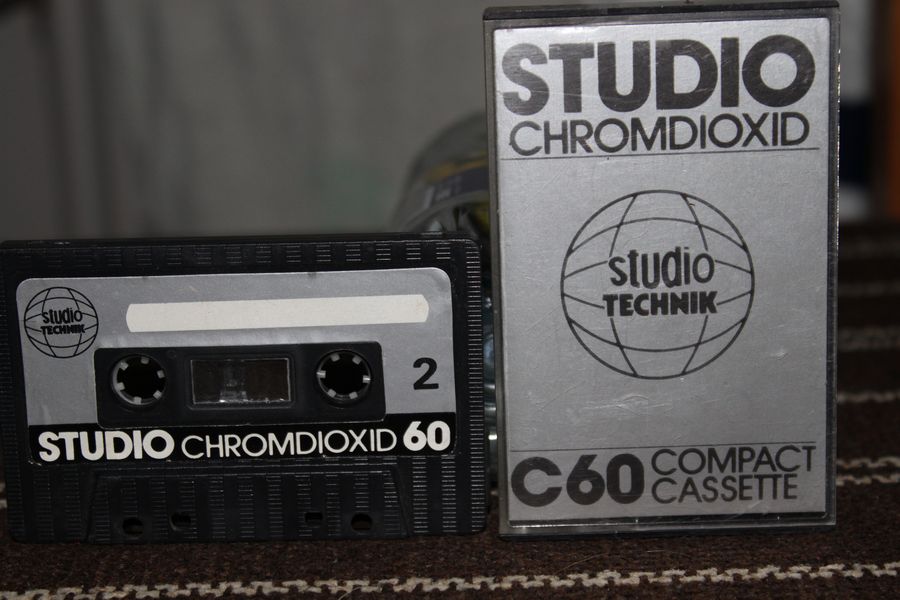 studio
TECHNIK
2
STUDIO CHROMDIOXID 60
STUDIO
CHROMDIOXID
studio
TECHNIK
C60 COMPACT
CASSETTE